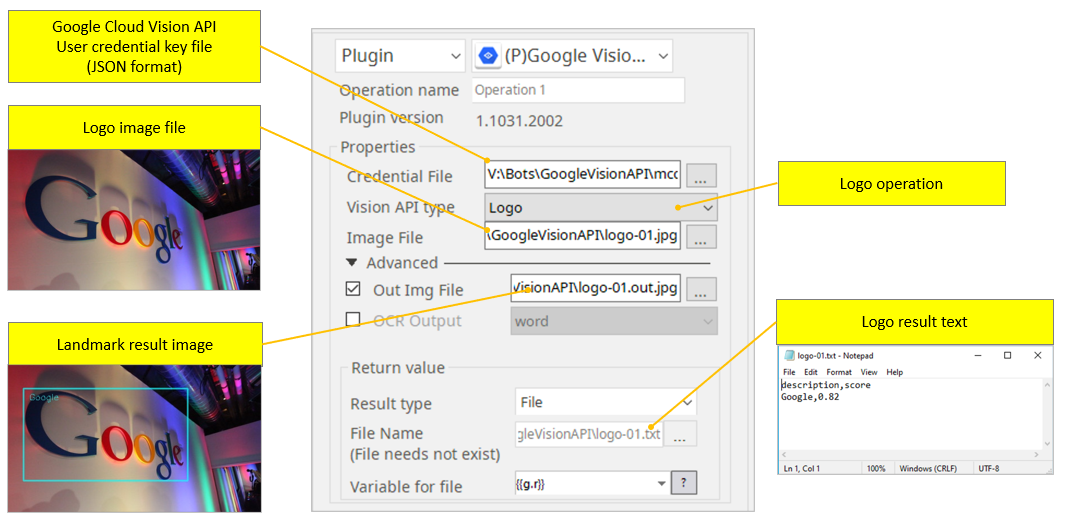 Google Cloud Vision API
User credential key file
(JSON format)
Logo image file
Google
Landmark result image
Google
Google
Plugin
(P)Google Visio...
Operation name
Operation 1
Plugin version
1.1031.2002
Properties
Credential File
V:\Bots\GoogleVisionAPI\mcc
...
Vision API type
Logo
Image File
\GoogleVisionAPI\logo-01.jpg
...
Advanced
Out Img File
VisionAPI\logo-01.out.jpg
...
OCR Output
word
Return value
Result type
File
File Name
(File needs not exist)
gleVisionAPI\logo-01.txt
...
Variable for file
{{g.r}}
?
Logo operation
Logo result text
logo-01.txt - Notepad
File Edit Format View Help
description,score
Google,0.82
Ln 1, Col 1 100% Windows (CRLF) UTF-8